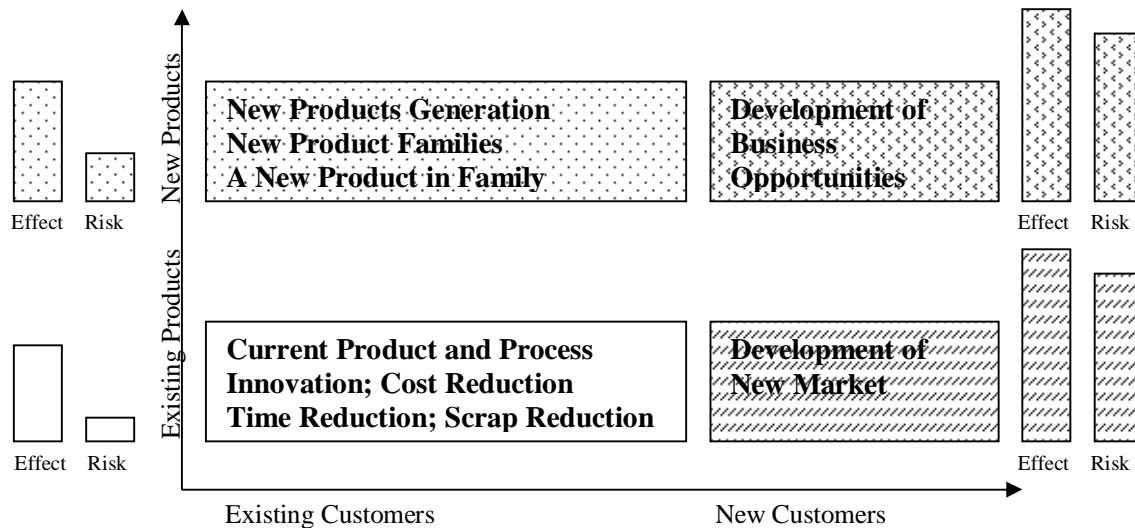 New Products
New Products Generation
New Product Families
A New Product in Family
Development of
Business
Opportunities
Effect Risk
Effect Risk
Existing Products
Current Product and Process
Innovation; Cost Reduction
Time Reduction; Scrap Reduction
Development of
New Market
Effect Risk
Effect Risk
Existing Customers New Customers